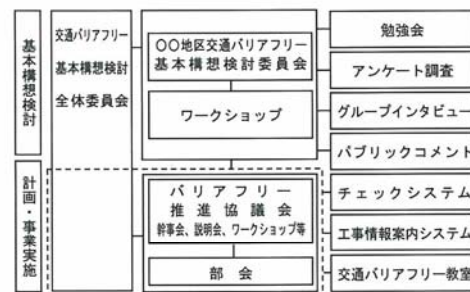 基本構想検討
計画・事業実施
交通バリアフリー
基本構想検討
全体委員会
〇〇地区交通バリアフリー
基本構想検討委員会
ワークショップ
バリアフリー
推進協議会
幹事会、説明会、ワークショップ等
部会
勉強会
アンケート調査
グループインタビュー
パブリックコメント
チェックシステム
工事情報案内システム
交通バリアフリー教室